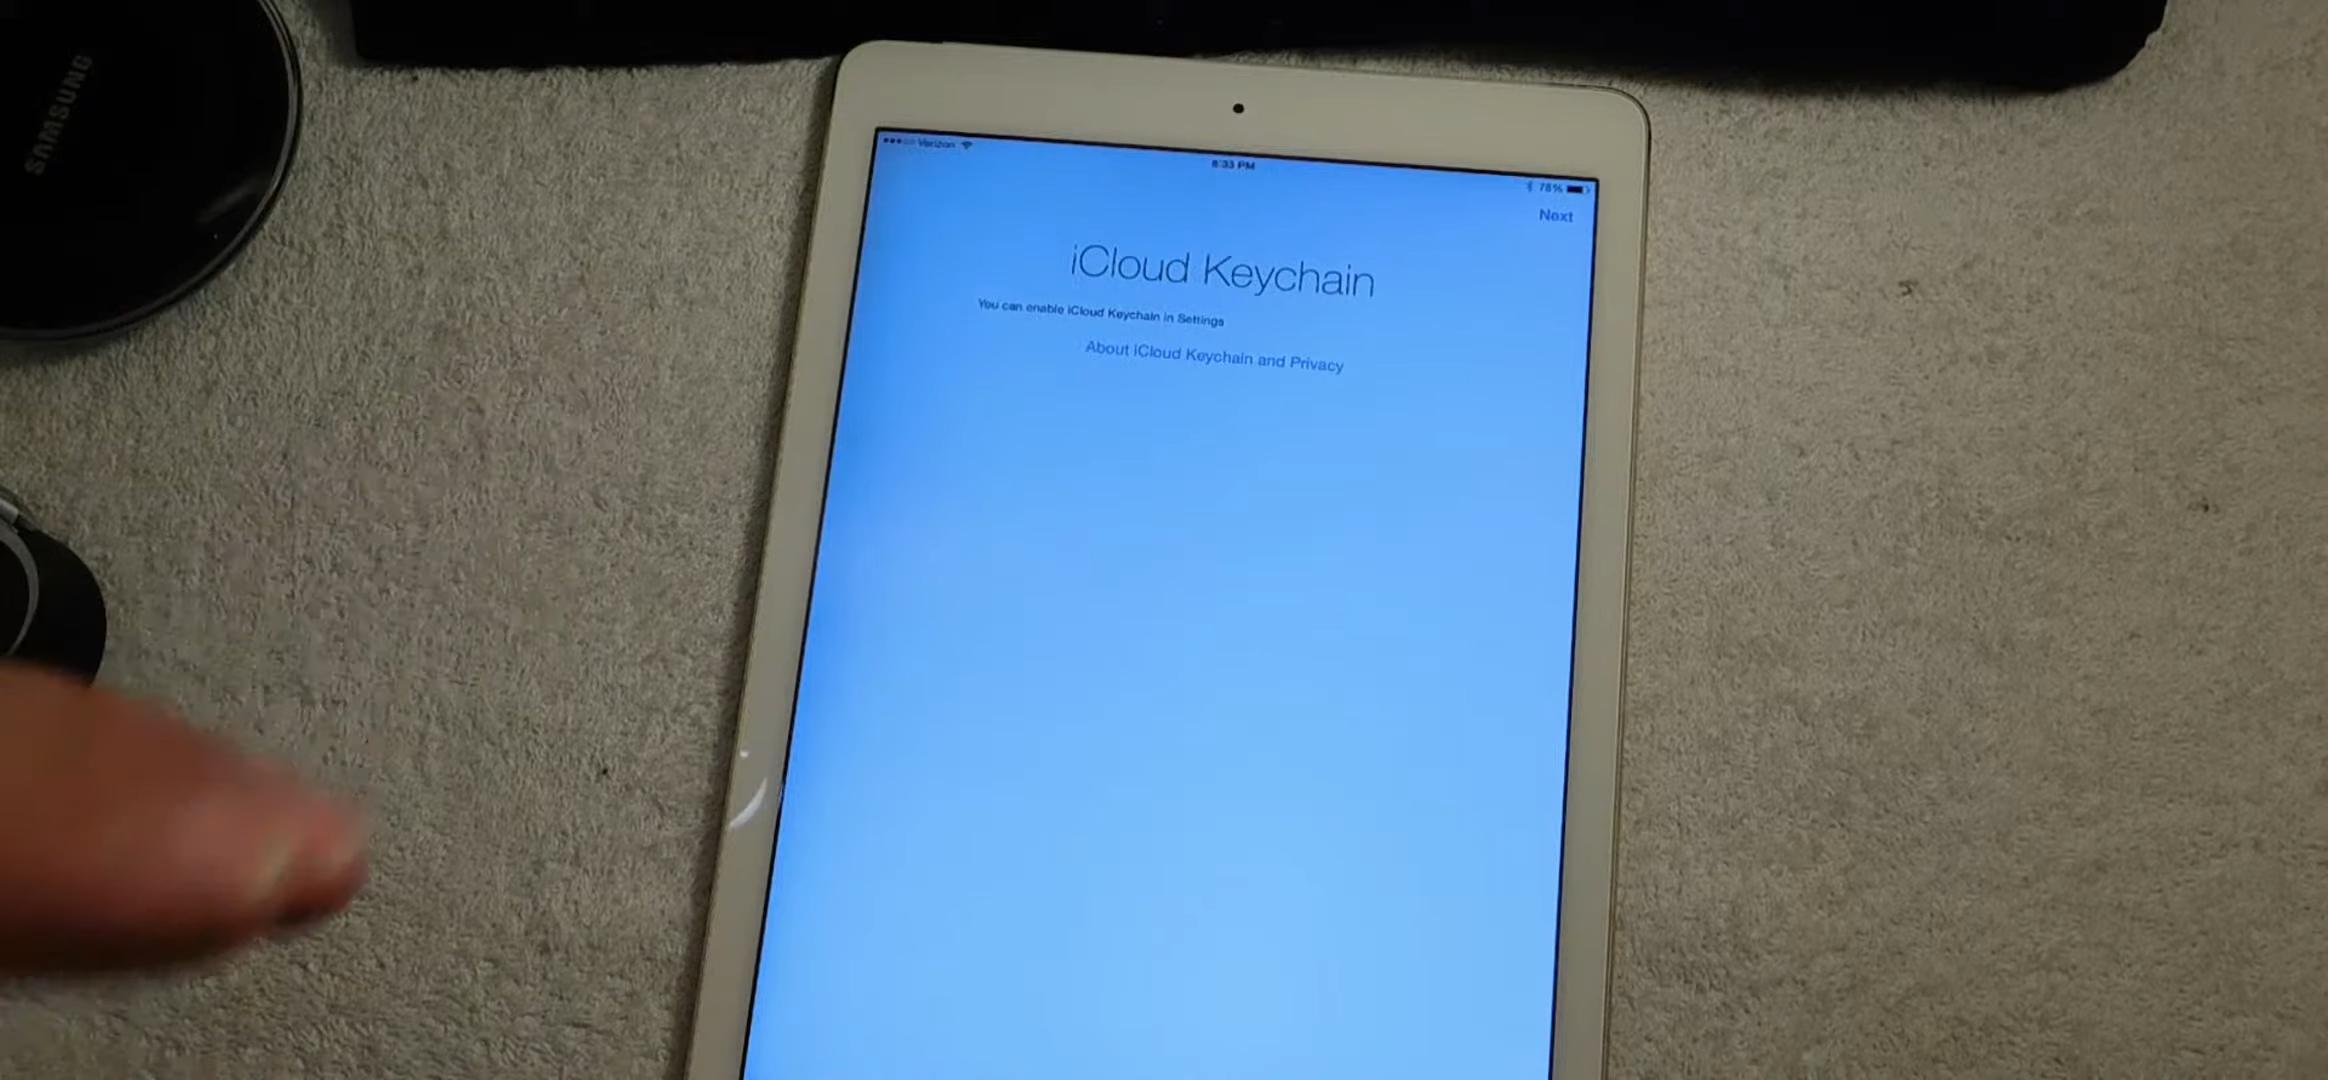 SAMSUNG
Verizon
8:33 PM
78%
Next
iCloud Keychain
You can enable iCloud Keychain in Settings
About iCloud Keychain and Privacy